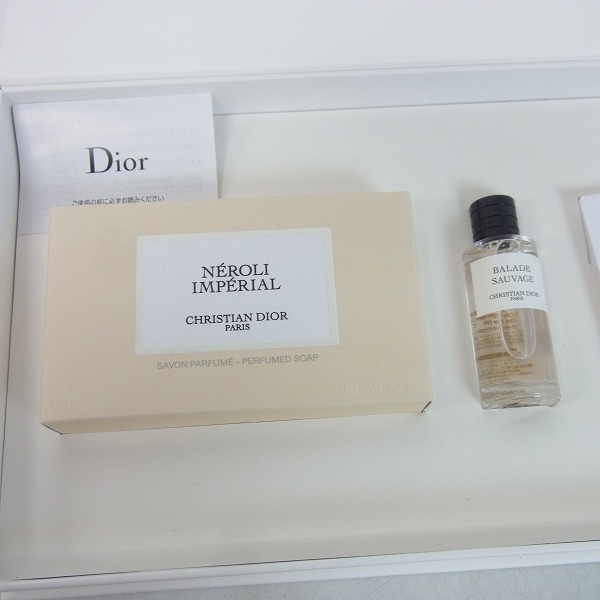 Dior
ご使用の前に必ずお読みください
NÉROLI
IMPÉRIAL
CHRISTIAN DIOR
PARIS
SAVON PARFUMÉ - PERFUMED SOAP
BALADE
SAUVAGE
CHRISTIAN DIOR
PARIS